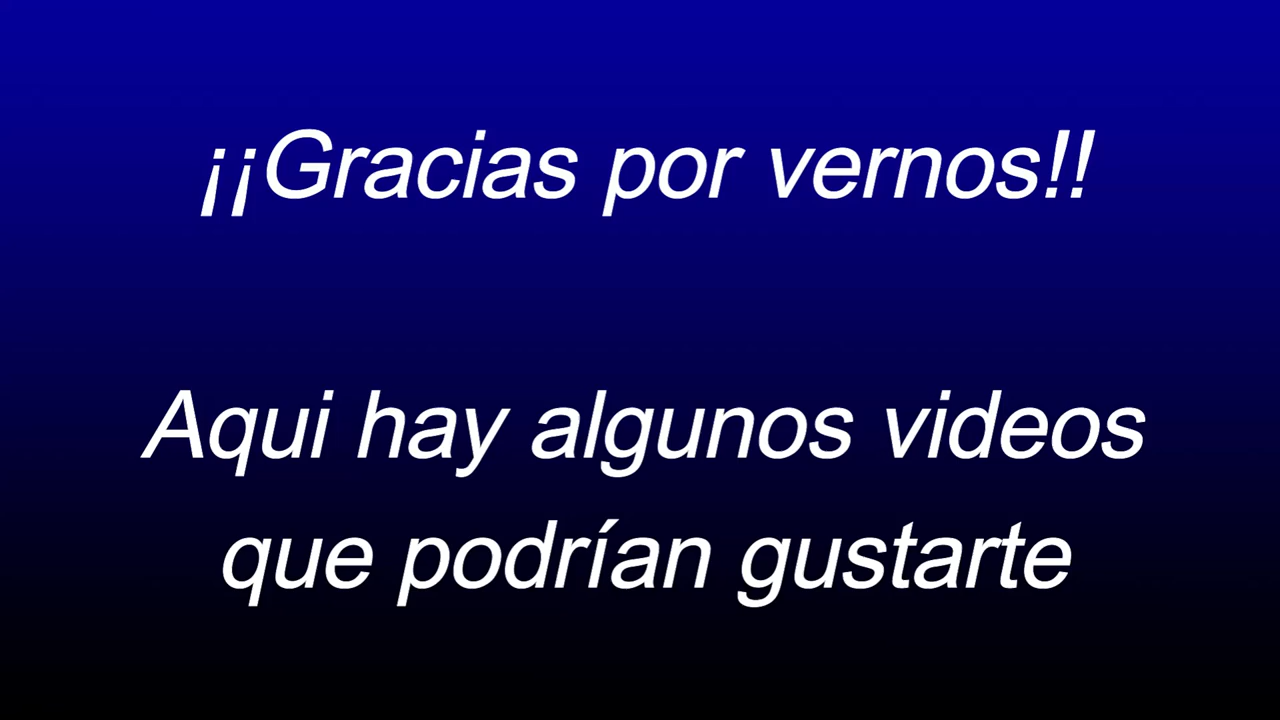 ¡¡Gracias por vernos!!
Aqui hay algunos videos
que podrían gustarte